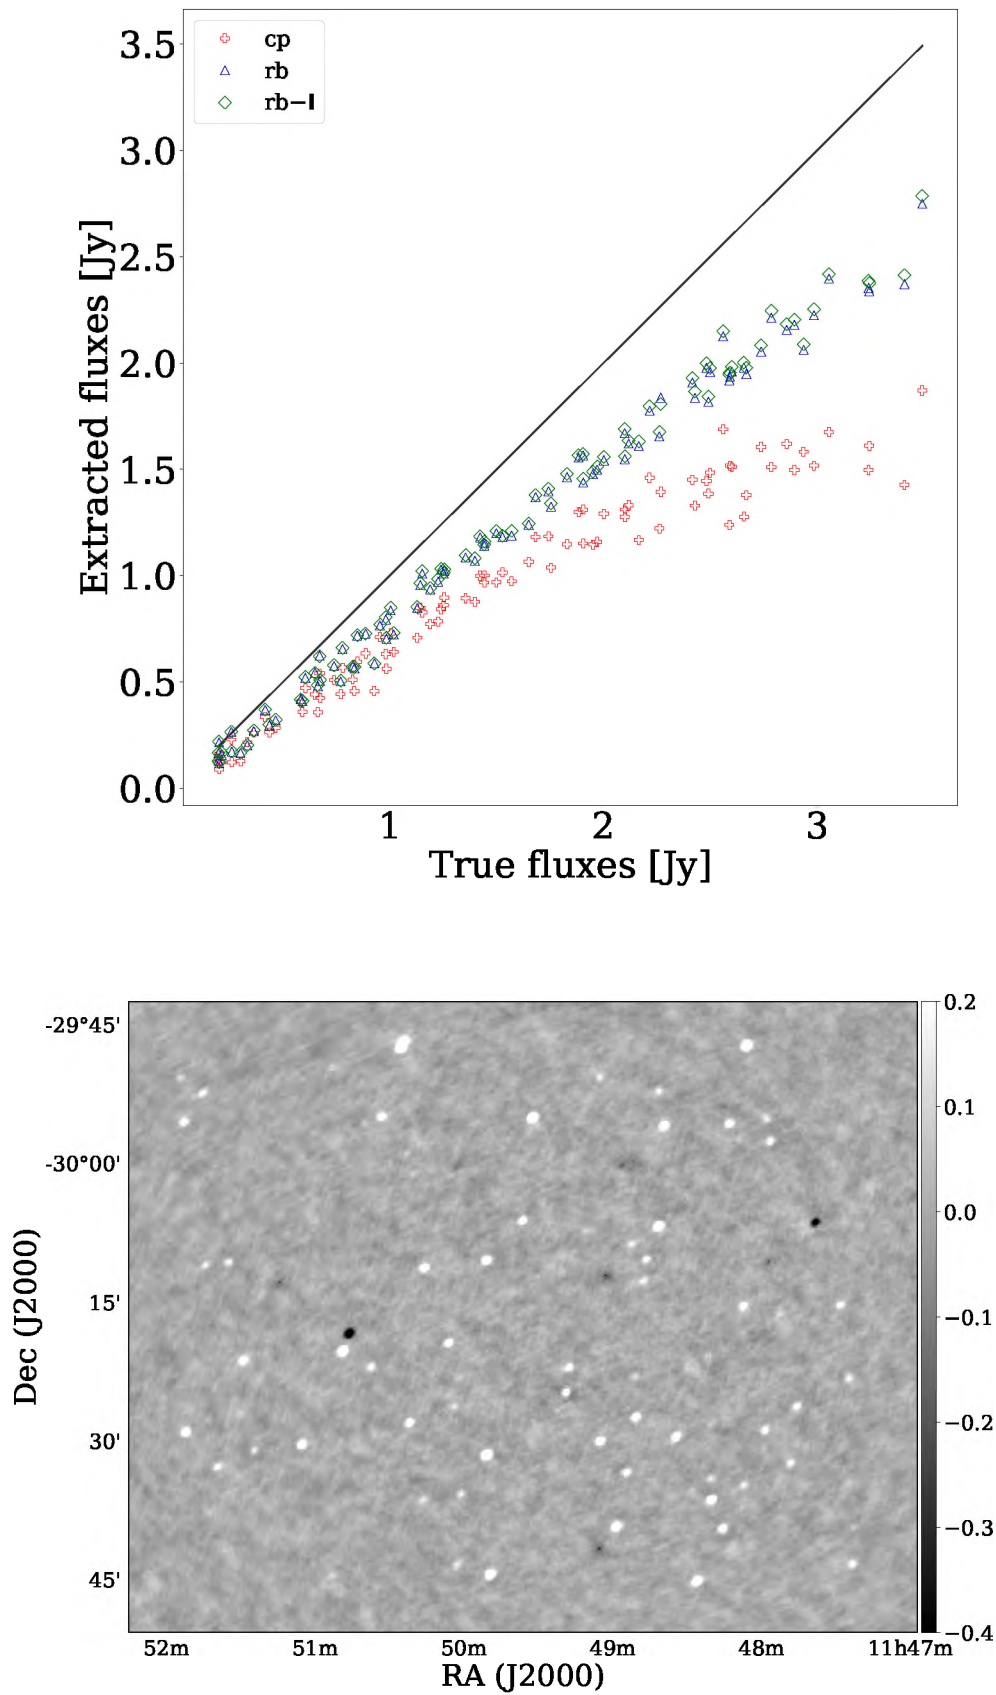 cp
rb
rb−I
3.5
3.0
2.5
2.0
1.5
1.0
0.5
0.0
Extracted fluxes [Jy]
1 2 3
True fluxes [Jy]
-29°45'
-30°00'
15'
30'
45'
Dec (J2000)
0.2
0.1
0.0
−0.1
−0.2
−0.3
−0.4
52m 51m 50m 49m 48m 11h47m
RA (J2000)